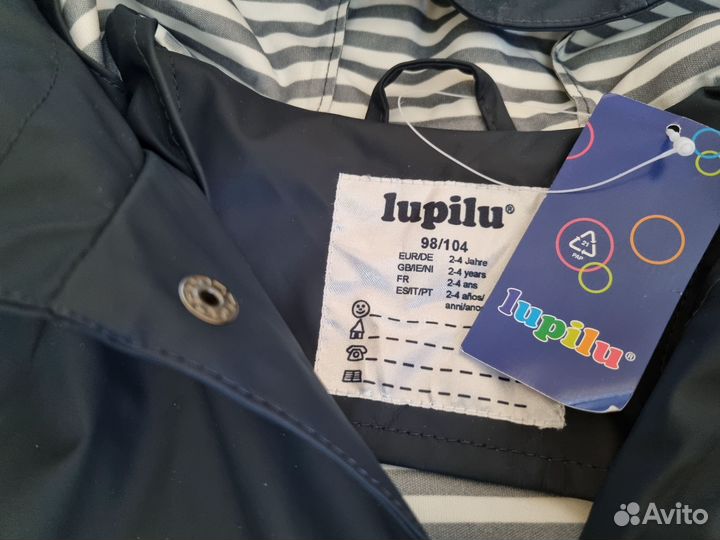 lupilu®
98/104
EUR/DE 2-4 Jahre
GB/IE/NI 2-4 years
FR 2-4 ans
ES/IT/PT 2-4 años/
anni/anos
21
PAP
lupilu®
Avito